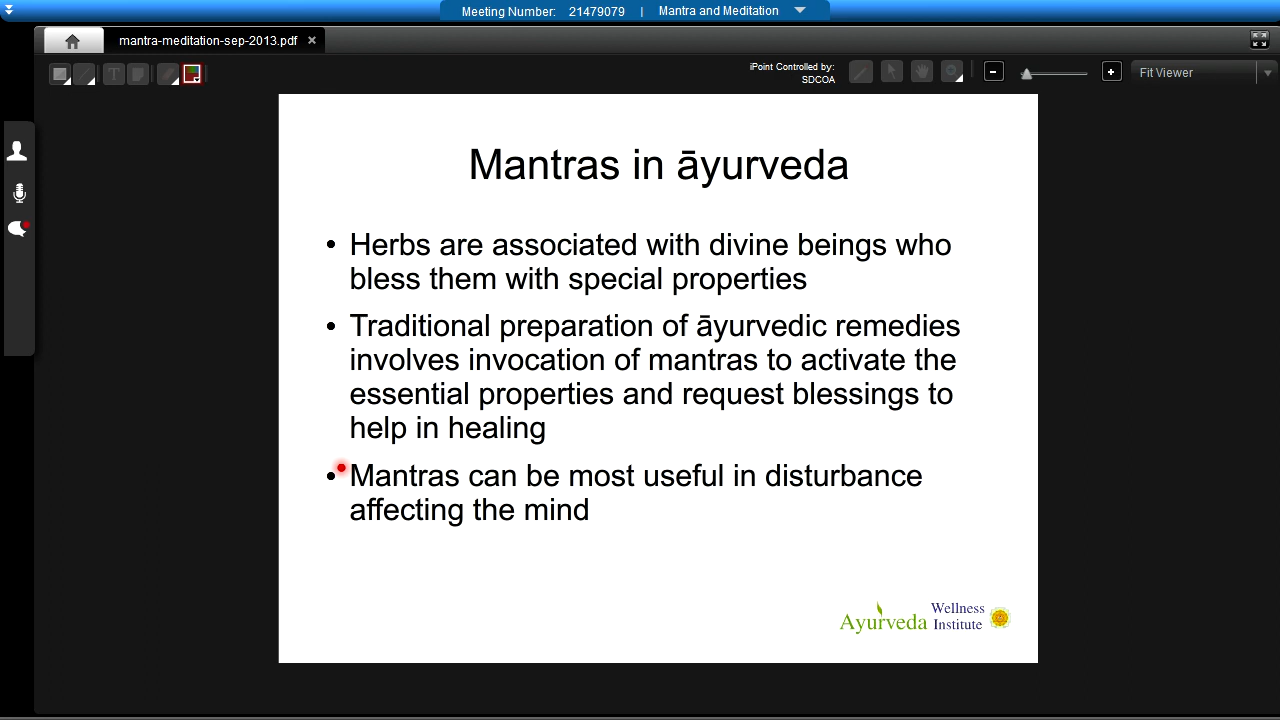 Meeting Number: 21479079 | Mantra and Meditation
mantra-meditation-sep-2013.pdf
iPoint Controlled by:
SDCOA
Fit Viewer
Mantras in āyurveda
• Herbs are associated with divine beings who
bless them with special properties
• Traditional preparation of āyurvedic remedies
involves invocation of mantras to activate the
essential properties and request blessings to
help in healing
• Mantras can be most useful in disturbance
affecting the mind
Ayurveda Wellness
Institute